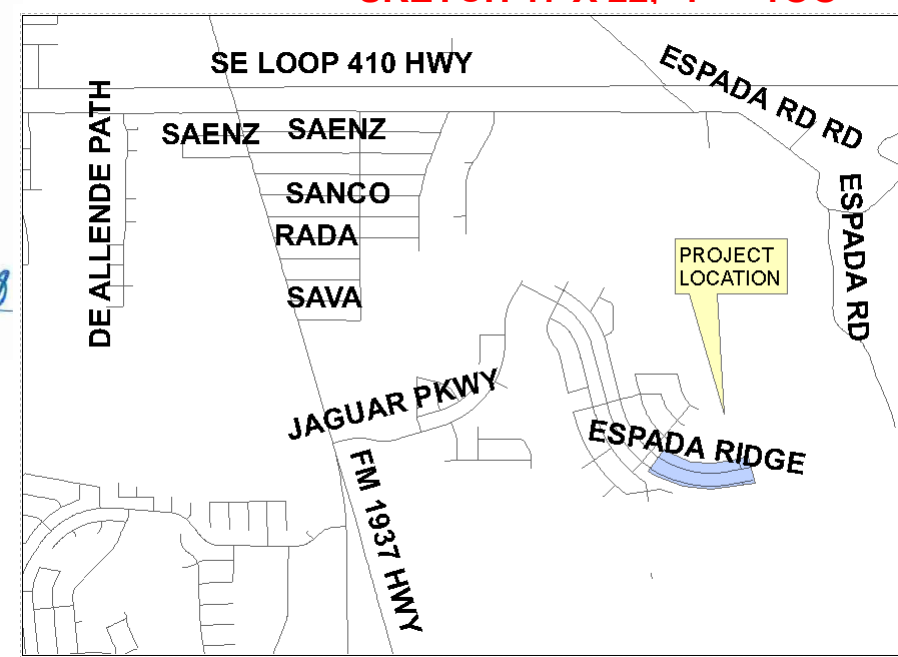 SE LOOP 410 HWY
ESPADA RD RD
DE ALLENDE PATH
SAENZ
SAENZ
SANCO
RADA
SAVA
ESPADA RD
PROJECT
LOCATION
JAGUAR PKWY
ESPADA RIDGE
FM 1937 HWY